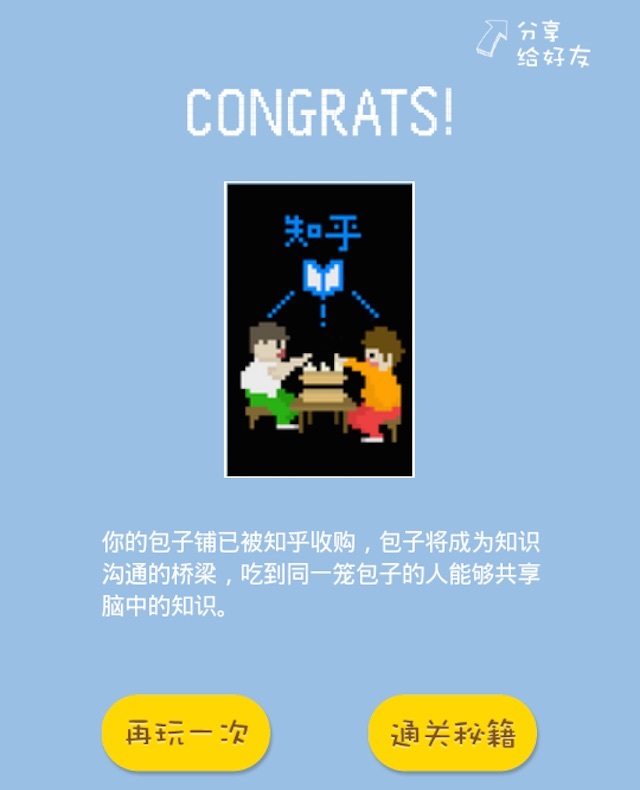 分享
给好友
CONGRATS!
知乎
你的包子铺已被知乎收购，包子将成为知识
沟通的桥梁，吃到同一笼包子的人能够共享
脑中的知识。
再玩一次
通关秘籍